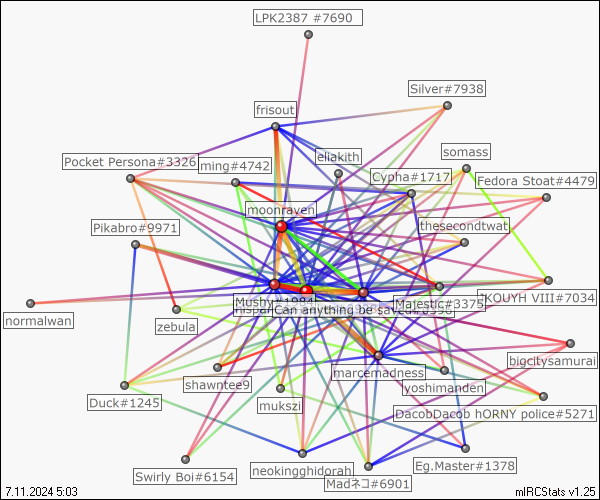 LPK2387 #7690
Silver#7938
frisout
somass
eliakith
Pocket Persona#3326
ming#4742
Cypha#1717
Fedora Stoat#4479
moonraven
thesecondtwat
Pikabro#9971
Mushy#1981
Majestic#3375
KOUYH VIII#7034
Can anything be saved#0996
normalwan
zebula
bigcitysamurai
marcemadness
shawntee9
yoshimanden
Duck#1245
mukszi
DacobDacob hORNY police#5271
Eg.Master#1378
neokingghidorah
Swirly Boi#6154
Madネコ#6901
7.11.2024 5:03
mIRCStats v1.25